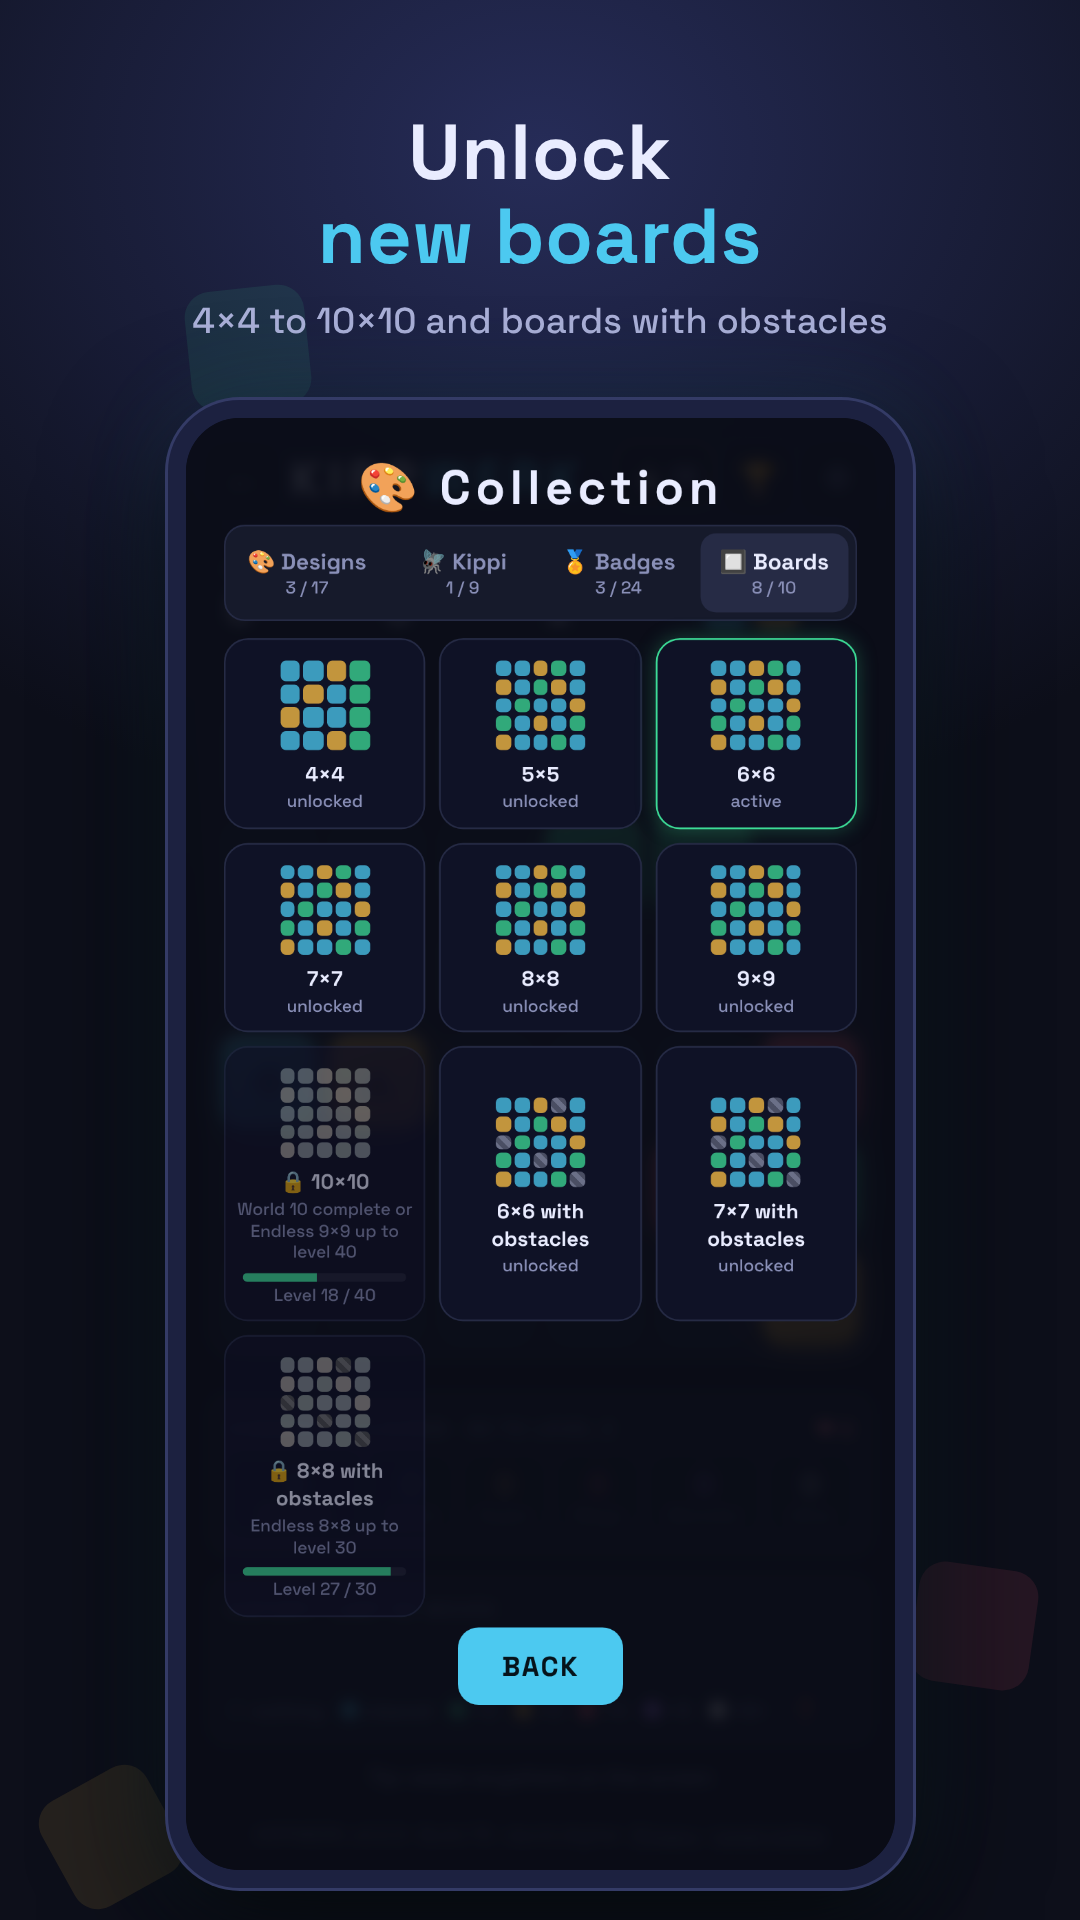 Unlock
new boards
4×4 to 10×10 and boards with obstacles
Collection
Designs
3 / 17
Kippi
1 / 9
Badges
3 / 24
Boards
8 / 10
4×4
unlocked
5×5
unlocked
6×6
active
7×7
unlocked
8×8
unlocked
9×9
unlocked
10×10
World 10 complete or
Endless 9×9 up to
level 40
Level 18 / 40
6×6 with
obstacles
unlocked
7×7 with
obstacles
unlocked
8×8 with
obstacles
Endless 8×8 up to
level 30
Level 27 / 30
BACK